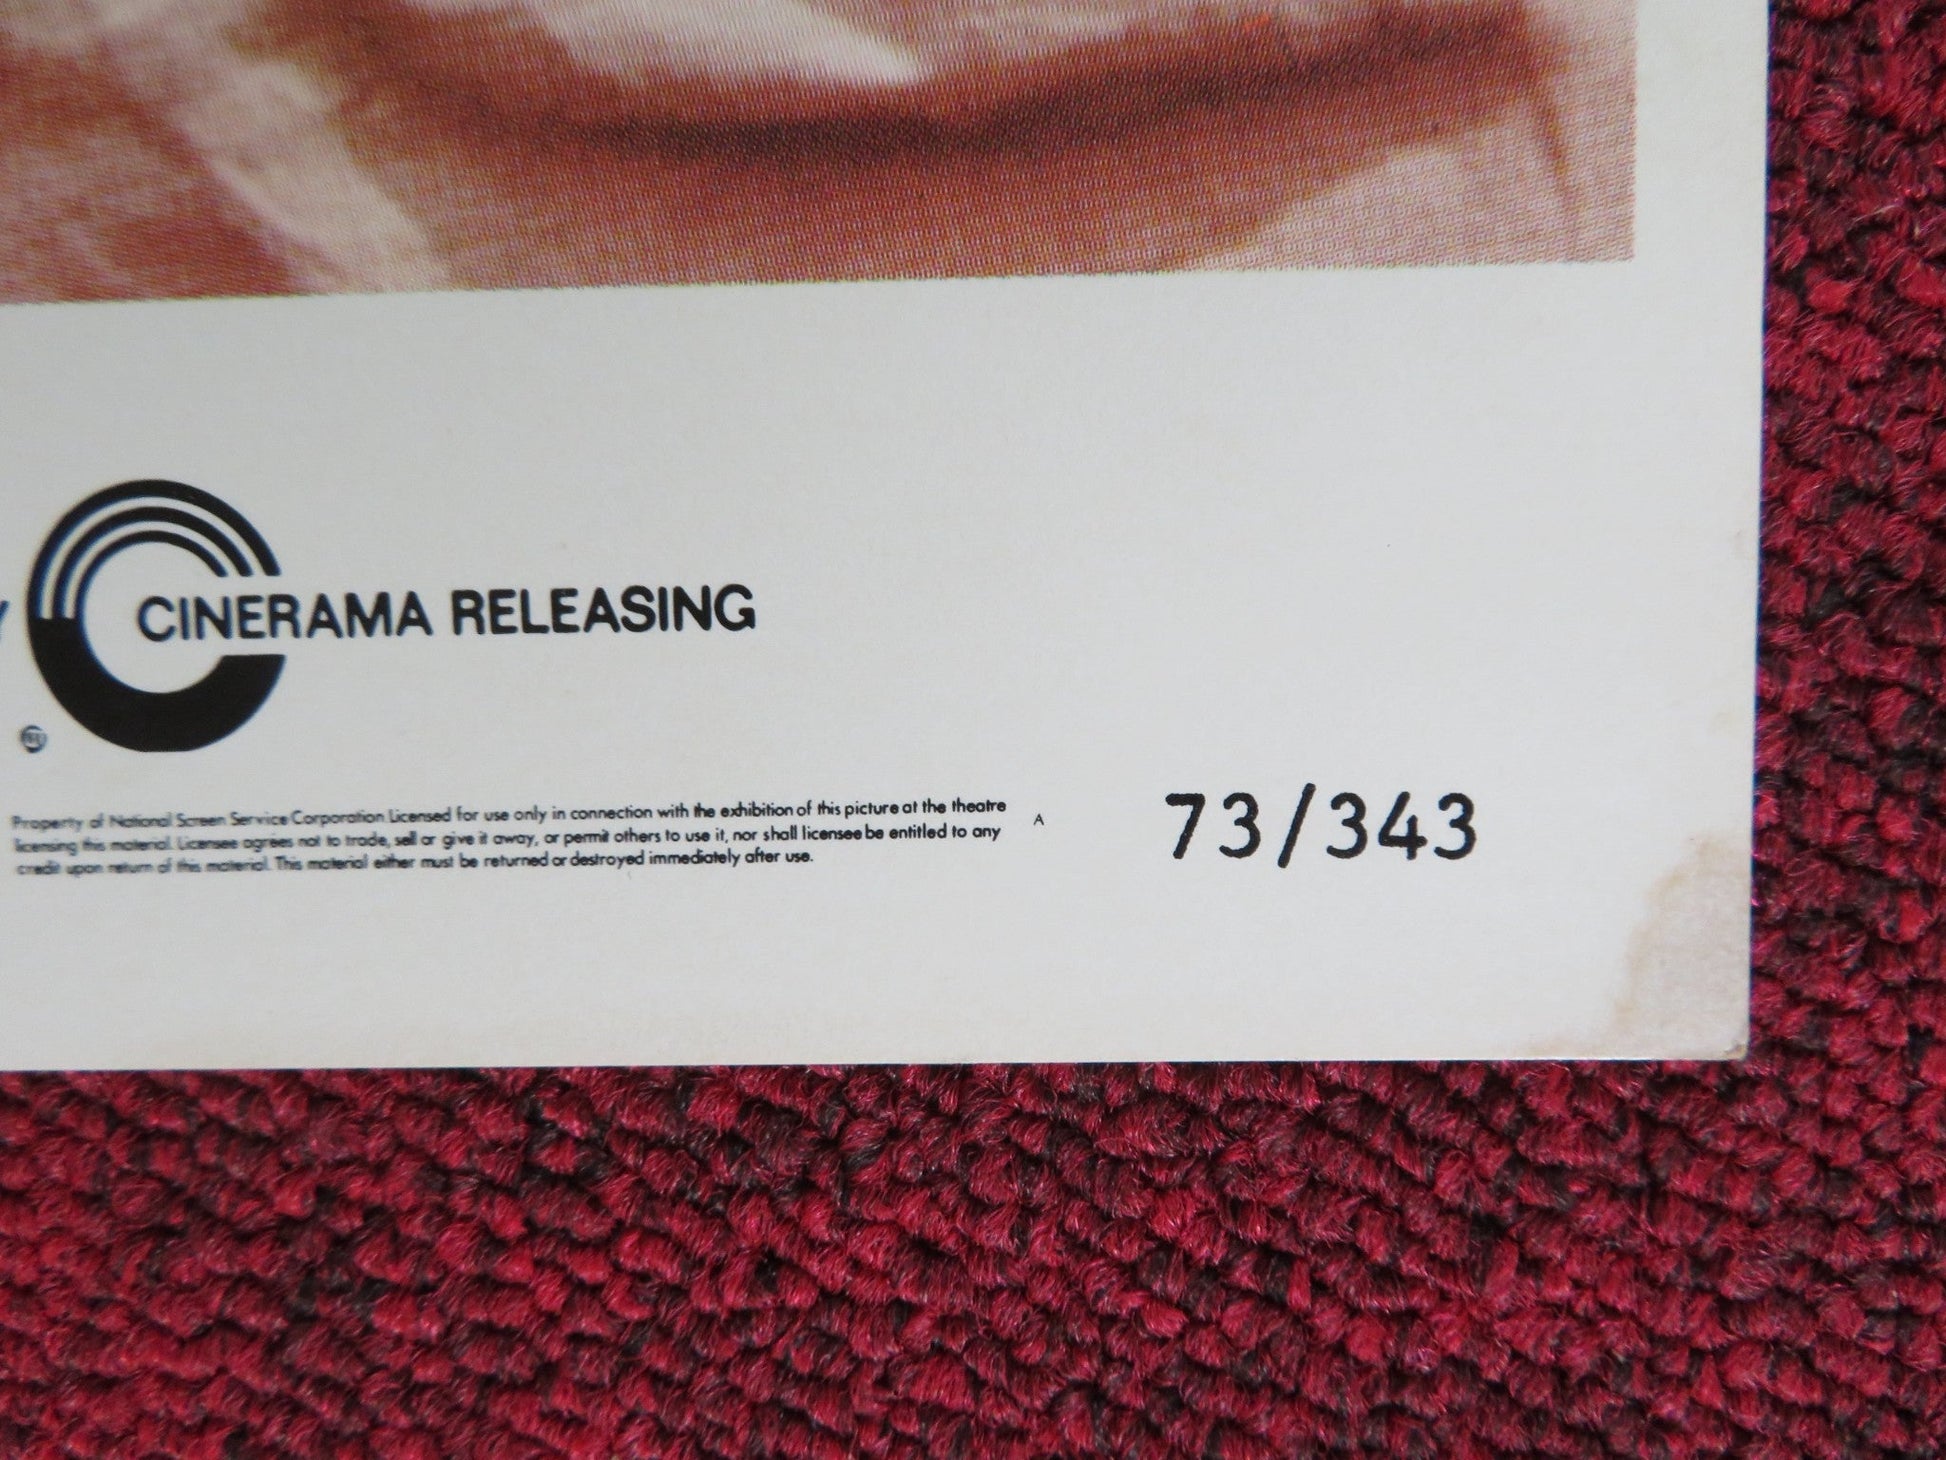 CINERAMA RELEASING
Property of National Screen Service Corporation Licensed for use only in connection with the exhibition of this picture at the theatre
licensing this material. Licensee agrees not to trade, sell or give it away, or permit others to use it, nor shall licensee be entitled to any
credit upon return of this material. This material either must be returned or destroyed immediately after use.
A
73/343